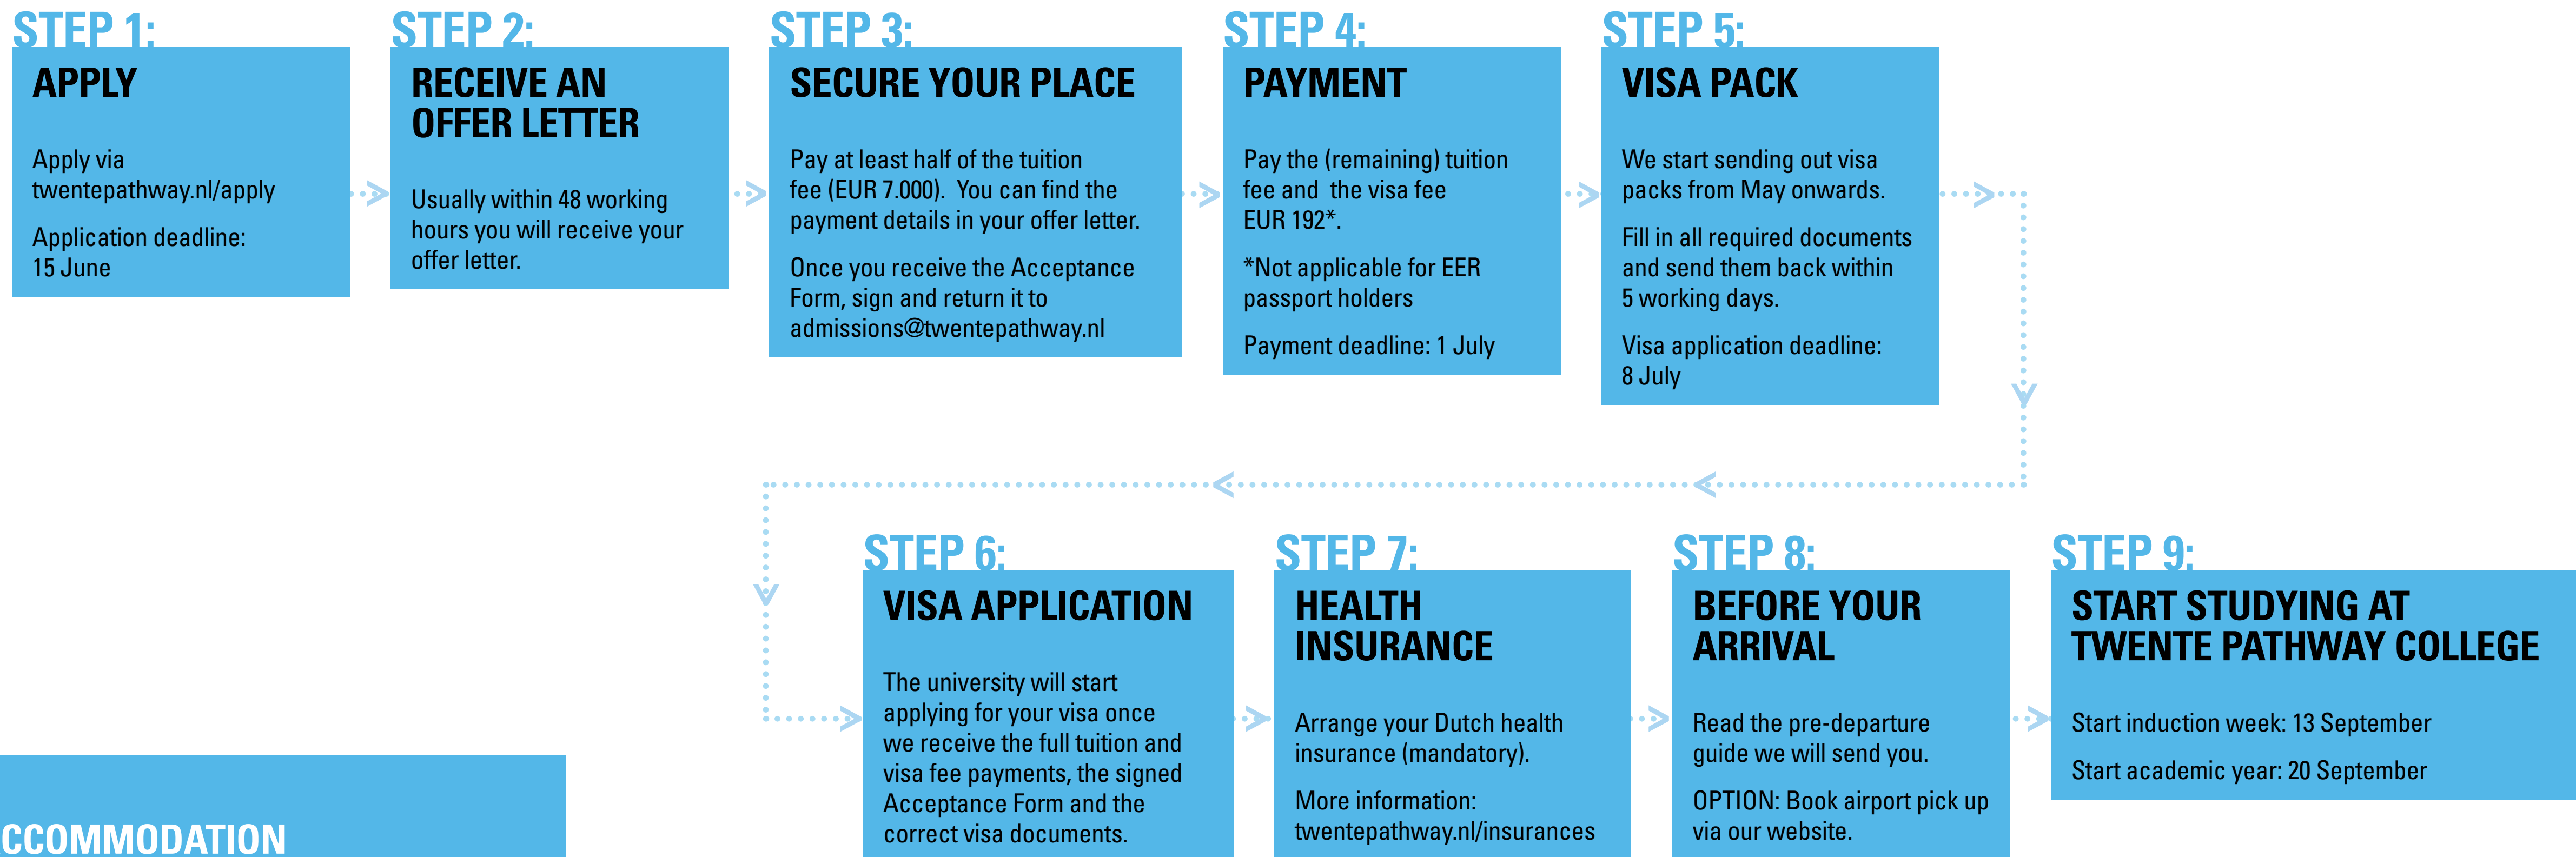 STEP 1:
APPLY
Apply via
twentepathway.nl/apply
Application deadline:
15 June
STEP 2:
RECEIVE AN
OFFER LETTER
Usually within 48 working
hours you will receive your
offer letter.
STEP 3:
SECURE YOUR PLACE
Pay at least half of the tuition
fee (EUR 7.000). You can find the
payment details in your offer letter.
Once you receive the Acceptance
Form, sign and return it to
admissions@twentepathway.nl
STEP 4:
PAYMENT
Pay the (remaining) tuition
fee and the visa fee
EUR 192*.
*Not applicable for EER
passport holders
Payment deadline: 1 July
STEP 5:
VISA PACK
We start sending out visa
packs from May onwards.
Fill in all required documents
and send them back within
5 working days.
Visa application deadline:
8 July
STEP 6:
VISA APPLICATION
The university will start
applying for your visa once
we receive the full tuition and
visa fee payments, the signed
Acceptance Form and the
correct visa documents.
STEP 7:
HEALTH
INSURANCE
Arrange your Dutch health
insurance (mandatory).
More information:
twentepathway.nl/insurances
STEP 8:
BEFORE YOUR
ARRIVAL
Read the pre-departure
guide we will send you.
OPTION: Book airport pick up
via our website.
STEP 9:
START STUDYING AT
TWENTE PATHWAY COLLEGE
Start induction week: 13 September
Start academic year: 20 September
CCOMMODATION